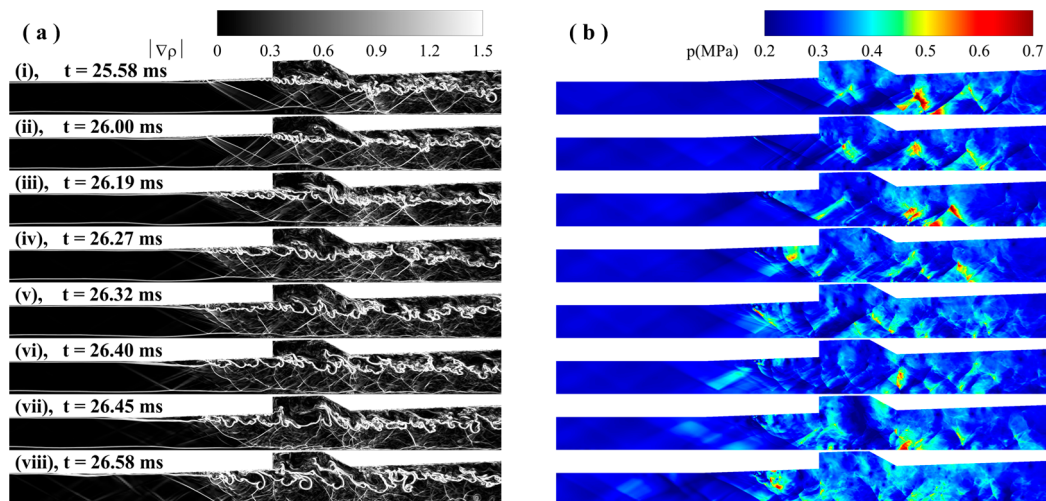 ( a )
|∇ρ|
0 0.3 0.6 0.9 1.2 1.5
( b )
p(MPa)
0.2 0.3 0.4 0.5 0.6 0.7
(i), t = 25.58 ms
(ii), t = 26.00 ms
(iii), t = 26.19 ms
(iv), t = 26.27 ms
(v), t = 26.32 ms
(vi), t = 26.40 ms
(vii), t = 26.45 ms
(viii), t = 26.58 ms